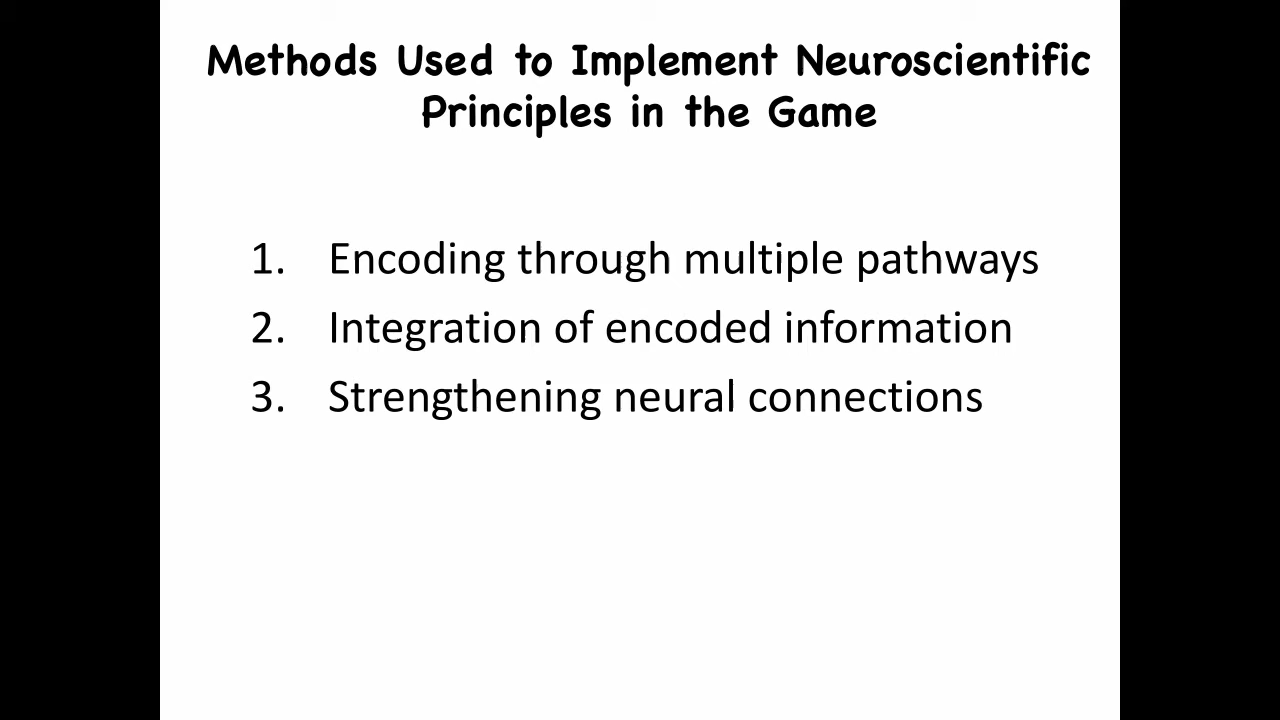 Methods Used to Implement Neuroscientific
Principles in the Game
1. Encoding through multiple pathways
2. Integration of encoded information
3. Strengthening neural connections